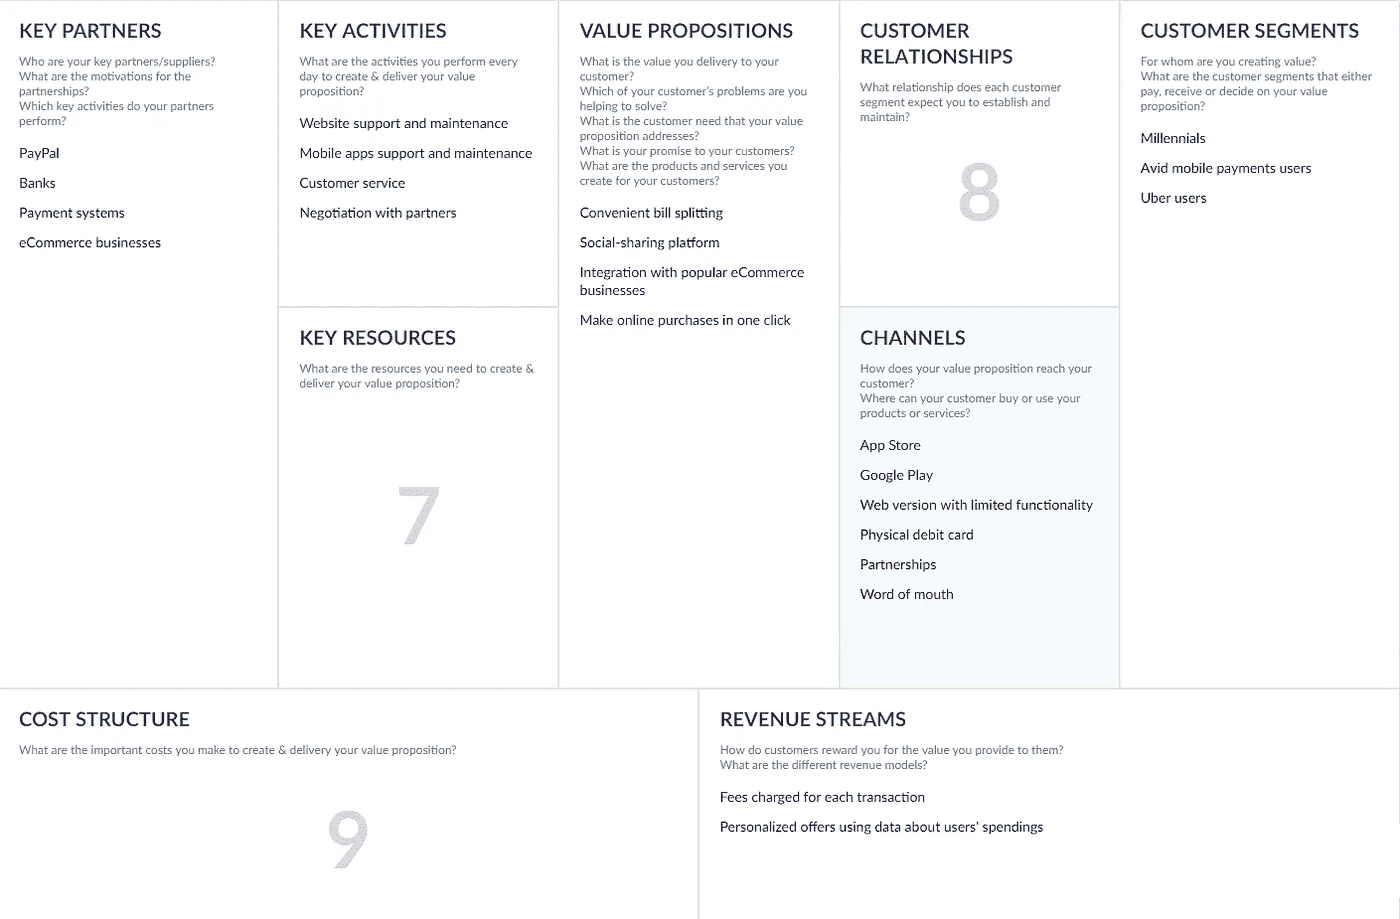 KEY PARTNERS
Who are your key partners/suppliers?
What are the motivations for the
partnerships?
Which key activities do your partners
perform?
PayPal
Banks
Payment systems
eCommerce businesses
KEY ACTIVITIES
What are the activities you perform every
day to create & deliver your value
proposition?
Website support and maintenance
Mobile apps support and maintenance
Customer service
Negotiation with partners
KEY RESOURCES
What are the resources you need to create &
deliver your value proposition?
7
VALUE PROPOSITIONS
What is the value you delivery to your
customer?
Which of your customer's problems are you
helping to solve?
What is the customer need that your value
proposition addresses?
What is your promise to your customers?
What are the products and services you
create for your customers?
Convenient bill splitting
Social-sharing platform
Integration with popular eCommerce
businesses
Make online purchases in one click
CUSTOMER
RELATIONSHIPS
What relationship does each customer
segment expect you to establish and
maintain?
8
CHANNELS
How does your value proposition reach your
customer?
Where can your customer buy or use your
products or services?
App Store
Google Play
Web version with limited functionality
Physical debit card
Partnerships
Word of mouth
CUSTOMER SEGMENTS
For whom are you creating value?
What are the customer segments that either
pay, receive or decide on your value
proposition?
Millennials
Avid mobile payments users
Uber users
COST STRUCTURE
What are the important costs you make to create & delivery your value proposition?
9
REVENUE STREAMS
How do customers reward you for the value you provide to them?
What are the different revenue models?
Fees charged for each transaction
Personalized offers using data about users' spendings